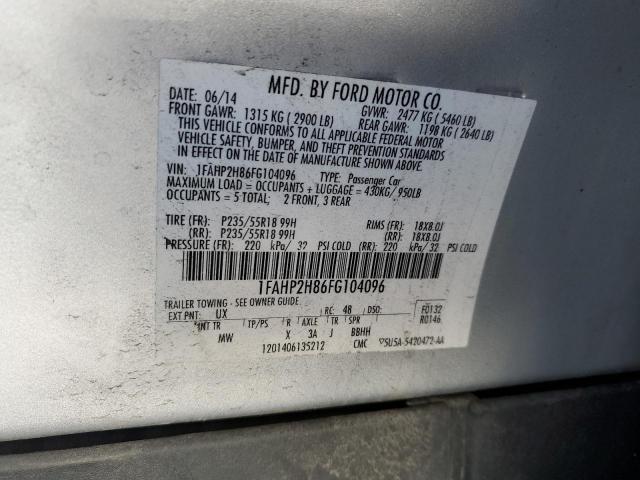 MFD. BY FORD MOTOR CO.
DATE: 06/14 GVWR: 2477 KG ( 5460 LB)
FRONT GAWR: 1315 KG ( 2900 LB) REAR GAWR: 1198 KG ( 2640 LB)
THIS VEHICLE CONFORMS TO ALL APPLICABLE FEDERAL MOTOR
VEHICLE SAFETY, BUMPER, AND THEFT PREVENTION STANDARDS
IN EFFECT ON THE DATE OF MANUFACTURE SHOWN ABOVE.
VIN: 1FAHP2H86FG104096 TYPE: Passenger Car
MAXIMUM LOAD = OCCUPANTS + LUGGAGE = 430KG/ 950LB
OCCUPANTS = 5 TOTAL; 2 FRONT, 3 REAR
TIRE (FR): P235/55R18 99H RIMS (FR): 18X8.0J
(RR): P235/55R18 99H (RR): 18X8.0J
PRESSURE (FR): 220 kPa/ 32 PSI COLD (RR): 220 kPa/ 32 PSI COLD
1FAHP2H86FG104096
TRAILER TOWING - SEE OWNER GUIDE.
EXT PNT: UX RC: 48 DSO: F0132
INT TR TP/PS R AXLE TR SPR R0146
MW X 3A J BBHH
1201406135212 CMC ▽5U5A-5420472-AA